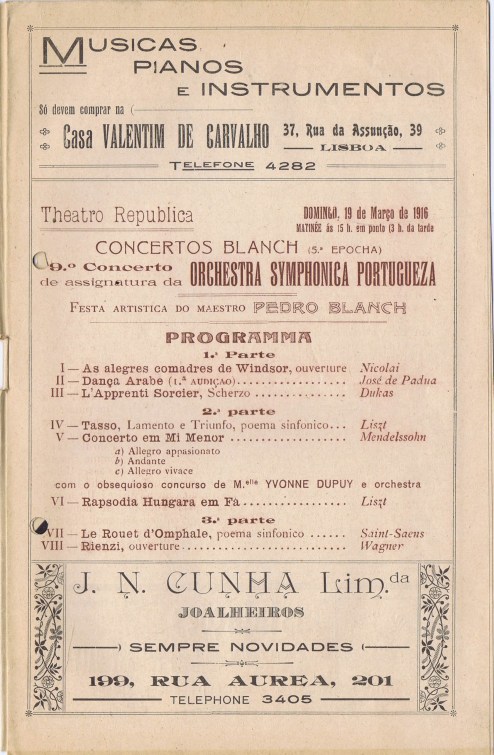 MUSICAS
PIANOS
E INSTRUMENTOS
Só devem comprar na
Casa VALENTIM DE CARVALHO
37, Rua da Assunção, 39
LISBOA
TELEFONE 4282
Theatro Republica
DOMINGO, 19 de Março de 1916
MATINÉE ás 15 h. em ponto (3 h. da tarde
CONCERTOS BLANCH (5.ª EPOCHA)
9.º Concerto
de assignatura da ORCHESTRA SYMPHONICA PORTUGUEZA
FESTA ARTISTICA DO MAESTRO PEDRO BLANCH
PROGRAMMA
1.ª Parte
I — As alegres comadres de Windsor, ouverture Nicolai
II — Dança Arabe (1.ª AUDIÇÃO).................. José de Padua
III — L'Apprenti Sorcier, Scherzo.................. Dukas
2.ª parte
IV — Tasso, Lamento e Triunfo, poema sinfonico... Liszt
V — Concerto em Mi Menor.................. Mendelssohn
a) Allegro appasionato
b) Andante
c) Allegro vivace
com o obsequioso concurso de M.elle YVONNE DUPUY e orchestra
VI — Rapsodia Hungara em Fá.................. Liszt
3.ª parte
VII — Le Rouet d'Omphale, poema sinfonico...... Saint-Saens
VIII — Rienzi, ouverture........................ Wagner
J. N. CUNHA Lim.da
JOALHEIROS
SEMPRE NOVIDADES
199, RUA AUREA, 201
TELEPHONE 3405